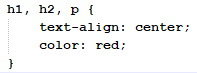 h1, h2, p {
    text-align: center;
    color: red;
}